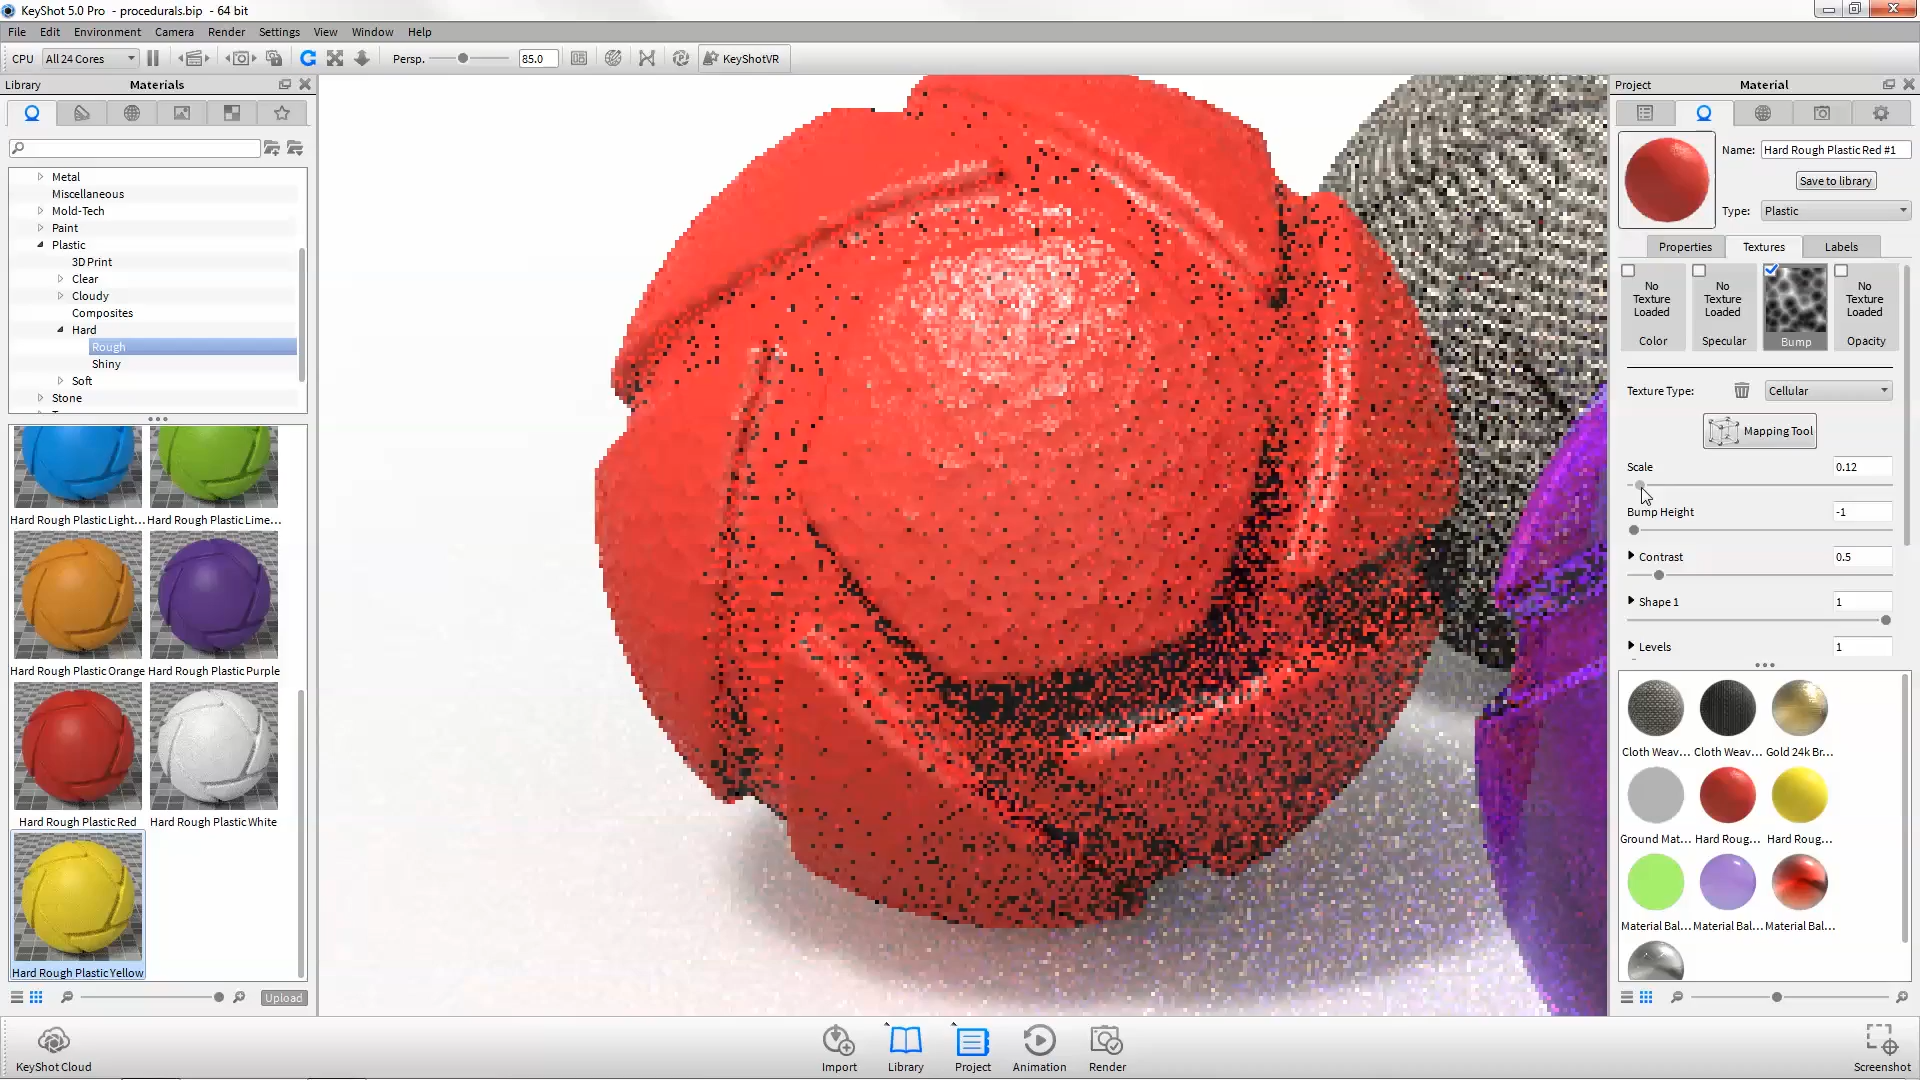 KeyShot 5.0 Pro - procedurals.bip - 64 bit
File Edit Environment Camera Render Settings View Window Help
CPU All 24 Cores Persp. 85.0 KeyShotVR
Library Materials
Metal
Miscellaneous
Mold-Tech
Paint
Plastic
3D Print
Clear
Cloudy
Composites
Hard
Rough
Shiny
Soft
Stone
Hard Rough Plastic Light... Hard Rough Plastic Lime...
Hard Rough Plastic Orange Hard Rough Plastic Purple
Hard Rough Plastic Red Hard Rough Plastic White
Hard Rough Plastic Yellow
Upload
Project Material
Name: Hard Rough Plastic Red #1
Save to library
Type: Plastic
Properties Textures Labels
No Texture Loaded No Texture Loaded No Texture Loaded
Color Specular Bump Opacity
Texture Type: Cellular
Mapping Tool
Scale 0.12
Bump Height -1
Contrast 0.5
Shape 1 1
Levels 1
Cloth Weav... Cloth Weav... Gold 24k Br...
Ground Mat... Hard Roug... Hard Roug...
Material Bal... Material Bal... Material Bal...
KeyShot Cloud Import Library Project Animation Render Screenshot